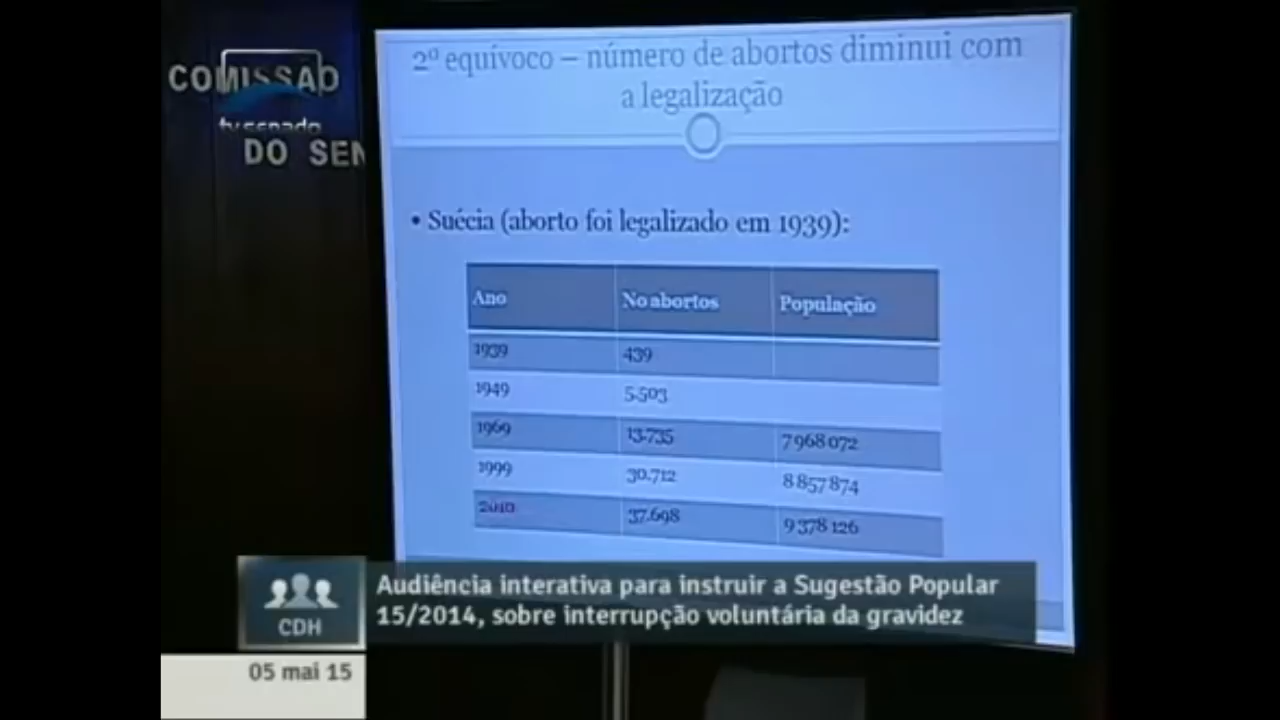 COMISSAO
tv senado
DO SEN
2º equívoco – número de abortos diminui com
a legalização
• Suécia (aborto foi legalizado em 1939):
Ano No abortos População
1939 439
1949 5.503
1969 13.735 7 968 072
1999 30.712 8 857 874
2010 37.698 9 378 126
Audiência interativa para instruir a Sugestão Popular
15/2014, sobre interrupção voluntária da gravidez
CDH
05 mai 15